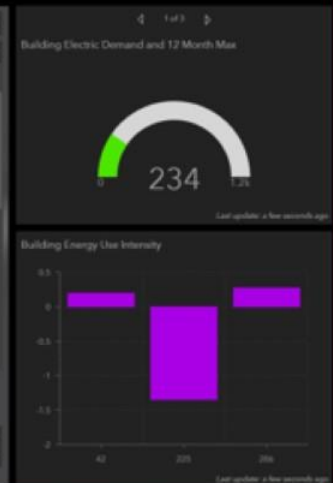 1 of 3
Building Electric Demand and 12 Month Max
234
0
1.2k
Last update: a few seconds ago
Building Energy Use Intensity
0.5
0
-0.5
-1
-1.5
-2
42
225
266
Last update: a few seconds ago